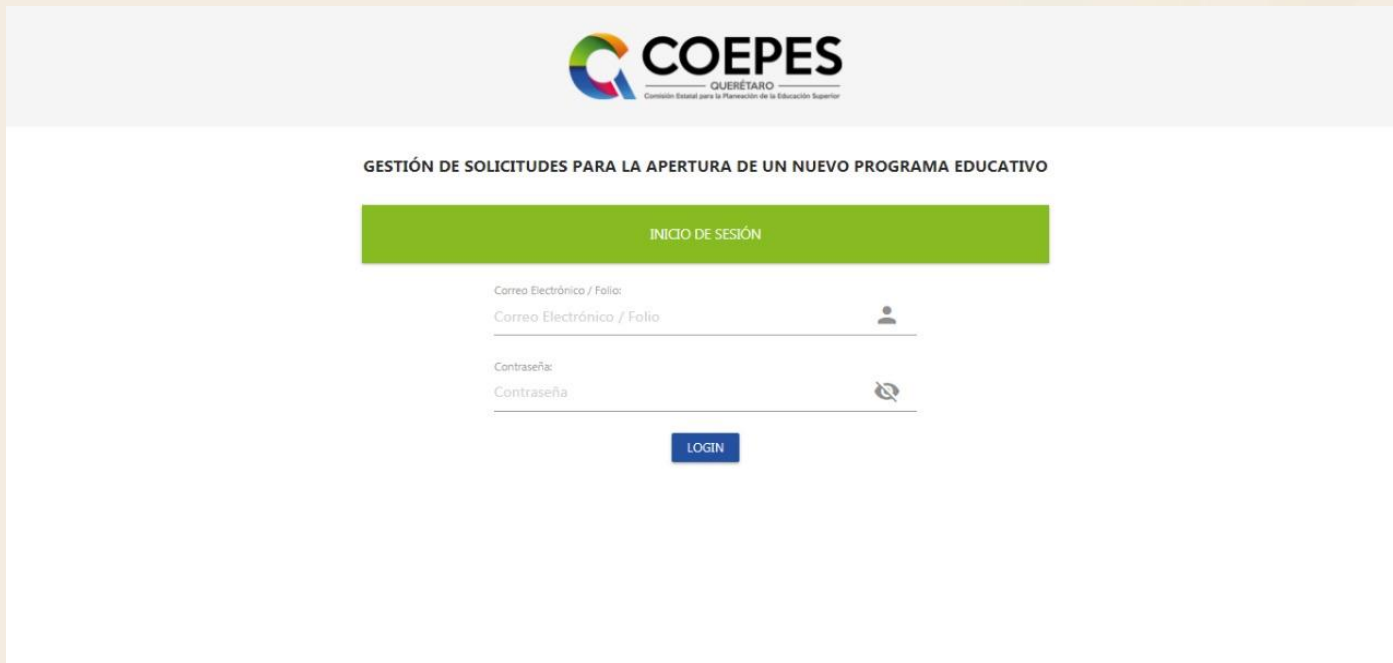 COEPES
QUERÉTARO
Comisión Estatal para la Planeación de la Educación Superior
GESTIÓN DE SOLICITUDES PARA LA APERTURA DE UN NUEVO PROGRAMA EDUCATIVO
INICIO DE SESIÓN
Correo Electrónico / Folio:
Correo Electrónico / Folio
Contraseña:
Contraseña
LOGIN